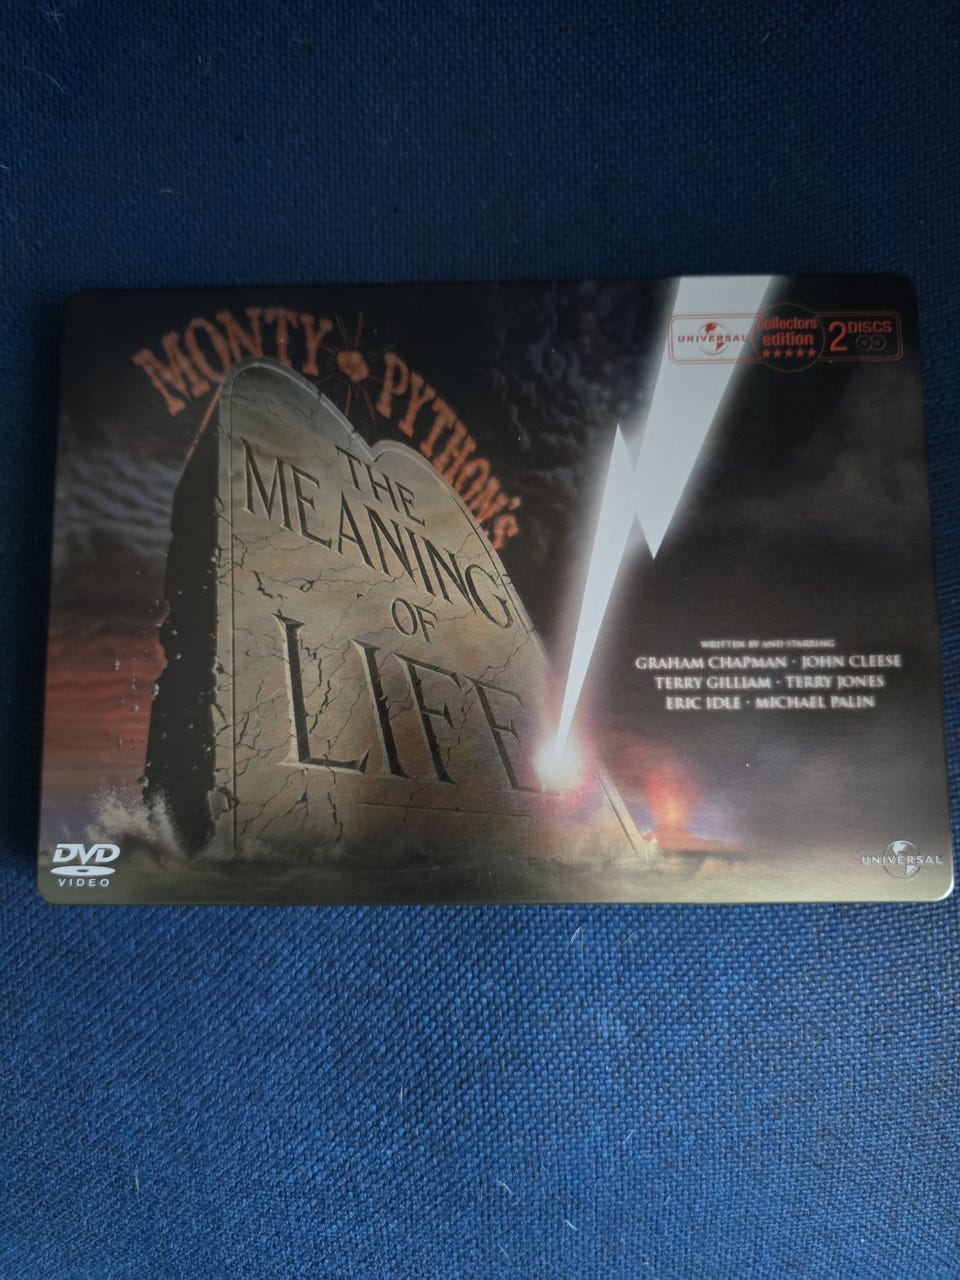 MONTY PYTHON'S
THE
MEANING
OF
LIFE
UNIVERSAL
collectors
edition
2 DISCS
WRITTEN BY AND STARRING
GRAHAM CHAPMAN · JOHN CLEESE
TERRY GILLIAM · TERRY JONES
ERIC IDLE · MICHAEL PALIN
DVD
VIDEO
UNIVERSAL